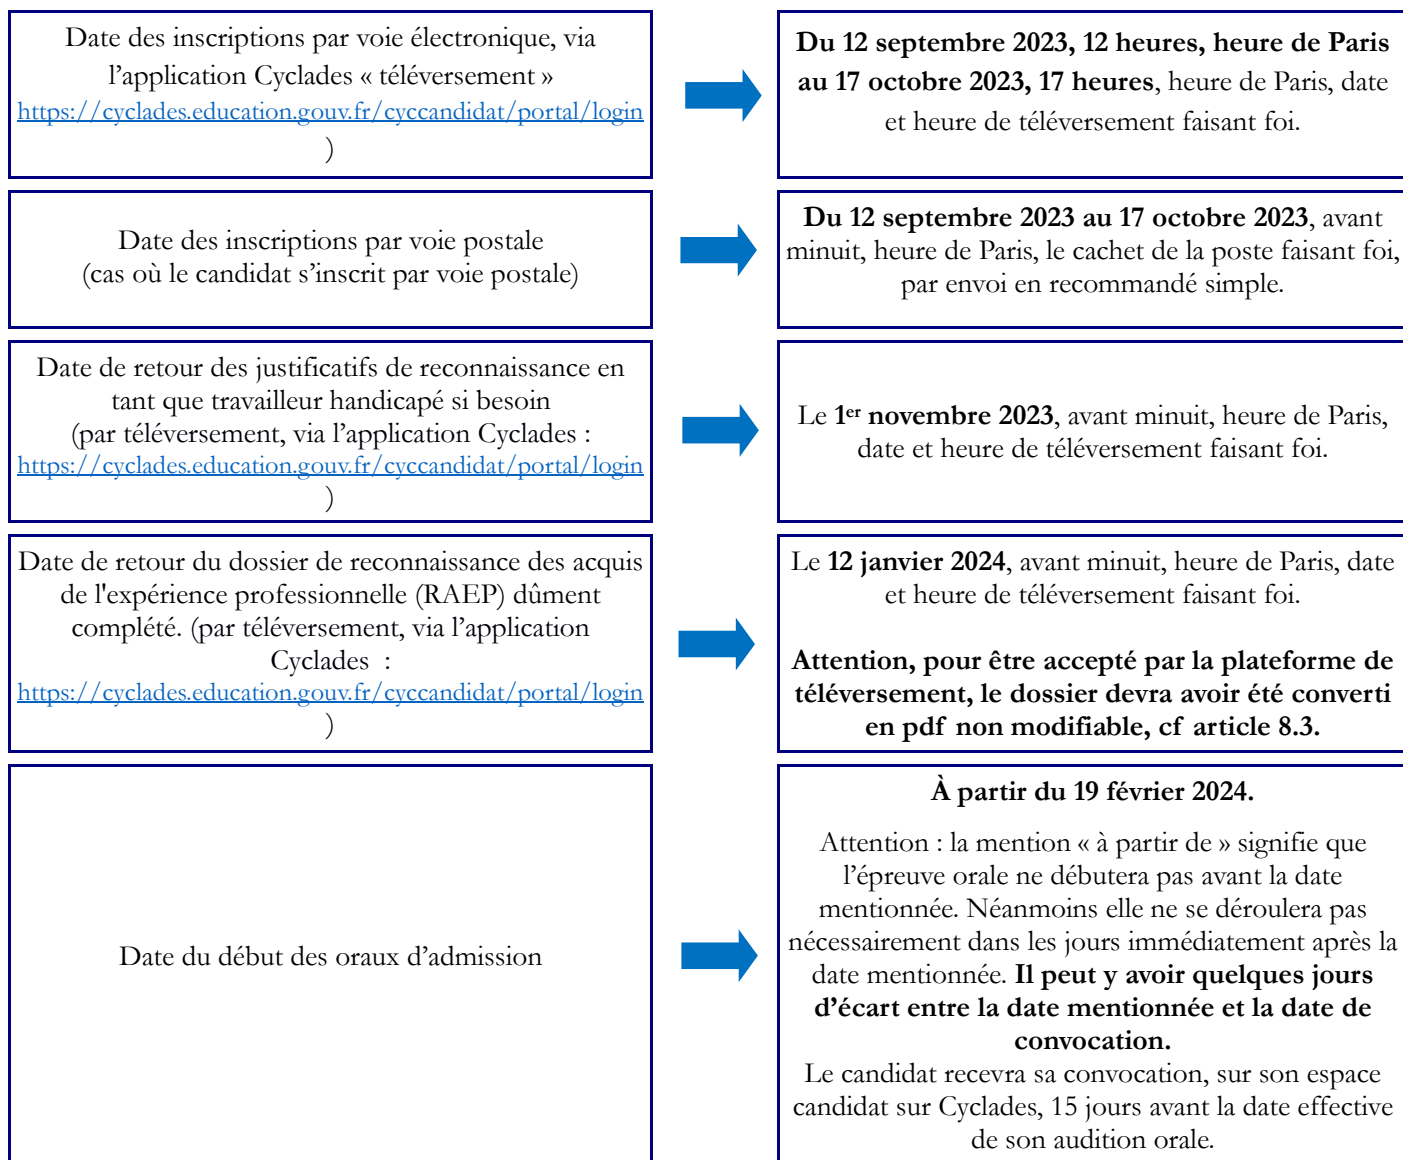 Date des inscriptions par voie électronique, via
l’application Cyclades « téléversement »
https://cyclades.education.gouv.fr/cyccandidat/portal/login
)
Du 12 septembre 2023, 12 heures, heure de Paris
au 17 octobre 2023, 17 heures, heure de Paris, date
et heure de téléversement faisant foi.
Date des inscriptions par voie postale
(cas où le candidat s’inscrit par voie postale)
Du 12 septembre 2023 au 17 octobre 2023, avant
minuit, heure de Paris, le cachet de la poste faisant foi,
par envoi en recommandé simple.
Date de retour des justificatifs de reconnaissance en
tant que travailleur handicapé si besoin
(par téléversement, via l’application Cyclades :
https://cyclades.education.gouv.fr/cyccandidat/portal/login
)
Le 1er novembre 2023, avant minuit, heure de Paris,
date et heure de téléversement faisant foi.
Date de retour du dossier de reconnaissance des acquis
de l'expérience professionnelle (RAEP) dûment
complété. (par téléversement, via l’application
Cyclades :
https://cyclades.education.gouv.fr/cyccandidat/portal/login
)
Le 12 janvier 2024, avant minuit, heure de Paris, date
et heure de téléversement faisant foi.
Attention, pour être accepté par la plateforme de
téléversement, le dossier devra avoir été converti
en pdf non modifiable, cf article 8.3.
Date du début des oraux d’admission
À partir du 19 février 2024.
Attention : la mention « à partir de » signifie que
l’épreuve orale ne débutera pas avant la date
mentionnée. Néanmoins elle ne se déroulera pas
nécessairement dans les jours immédiatement après la
date mentionnée. Il peut y avoir quelques jours
d’écart entre la date mentionnée et la date de
convocation.
Le candidat recevra sa convocation, sur son espace
candidat sur Cyclades, 15 jours avant la date effective
de son audition orale.